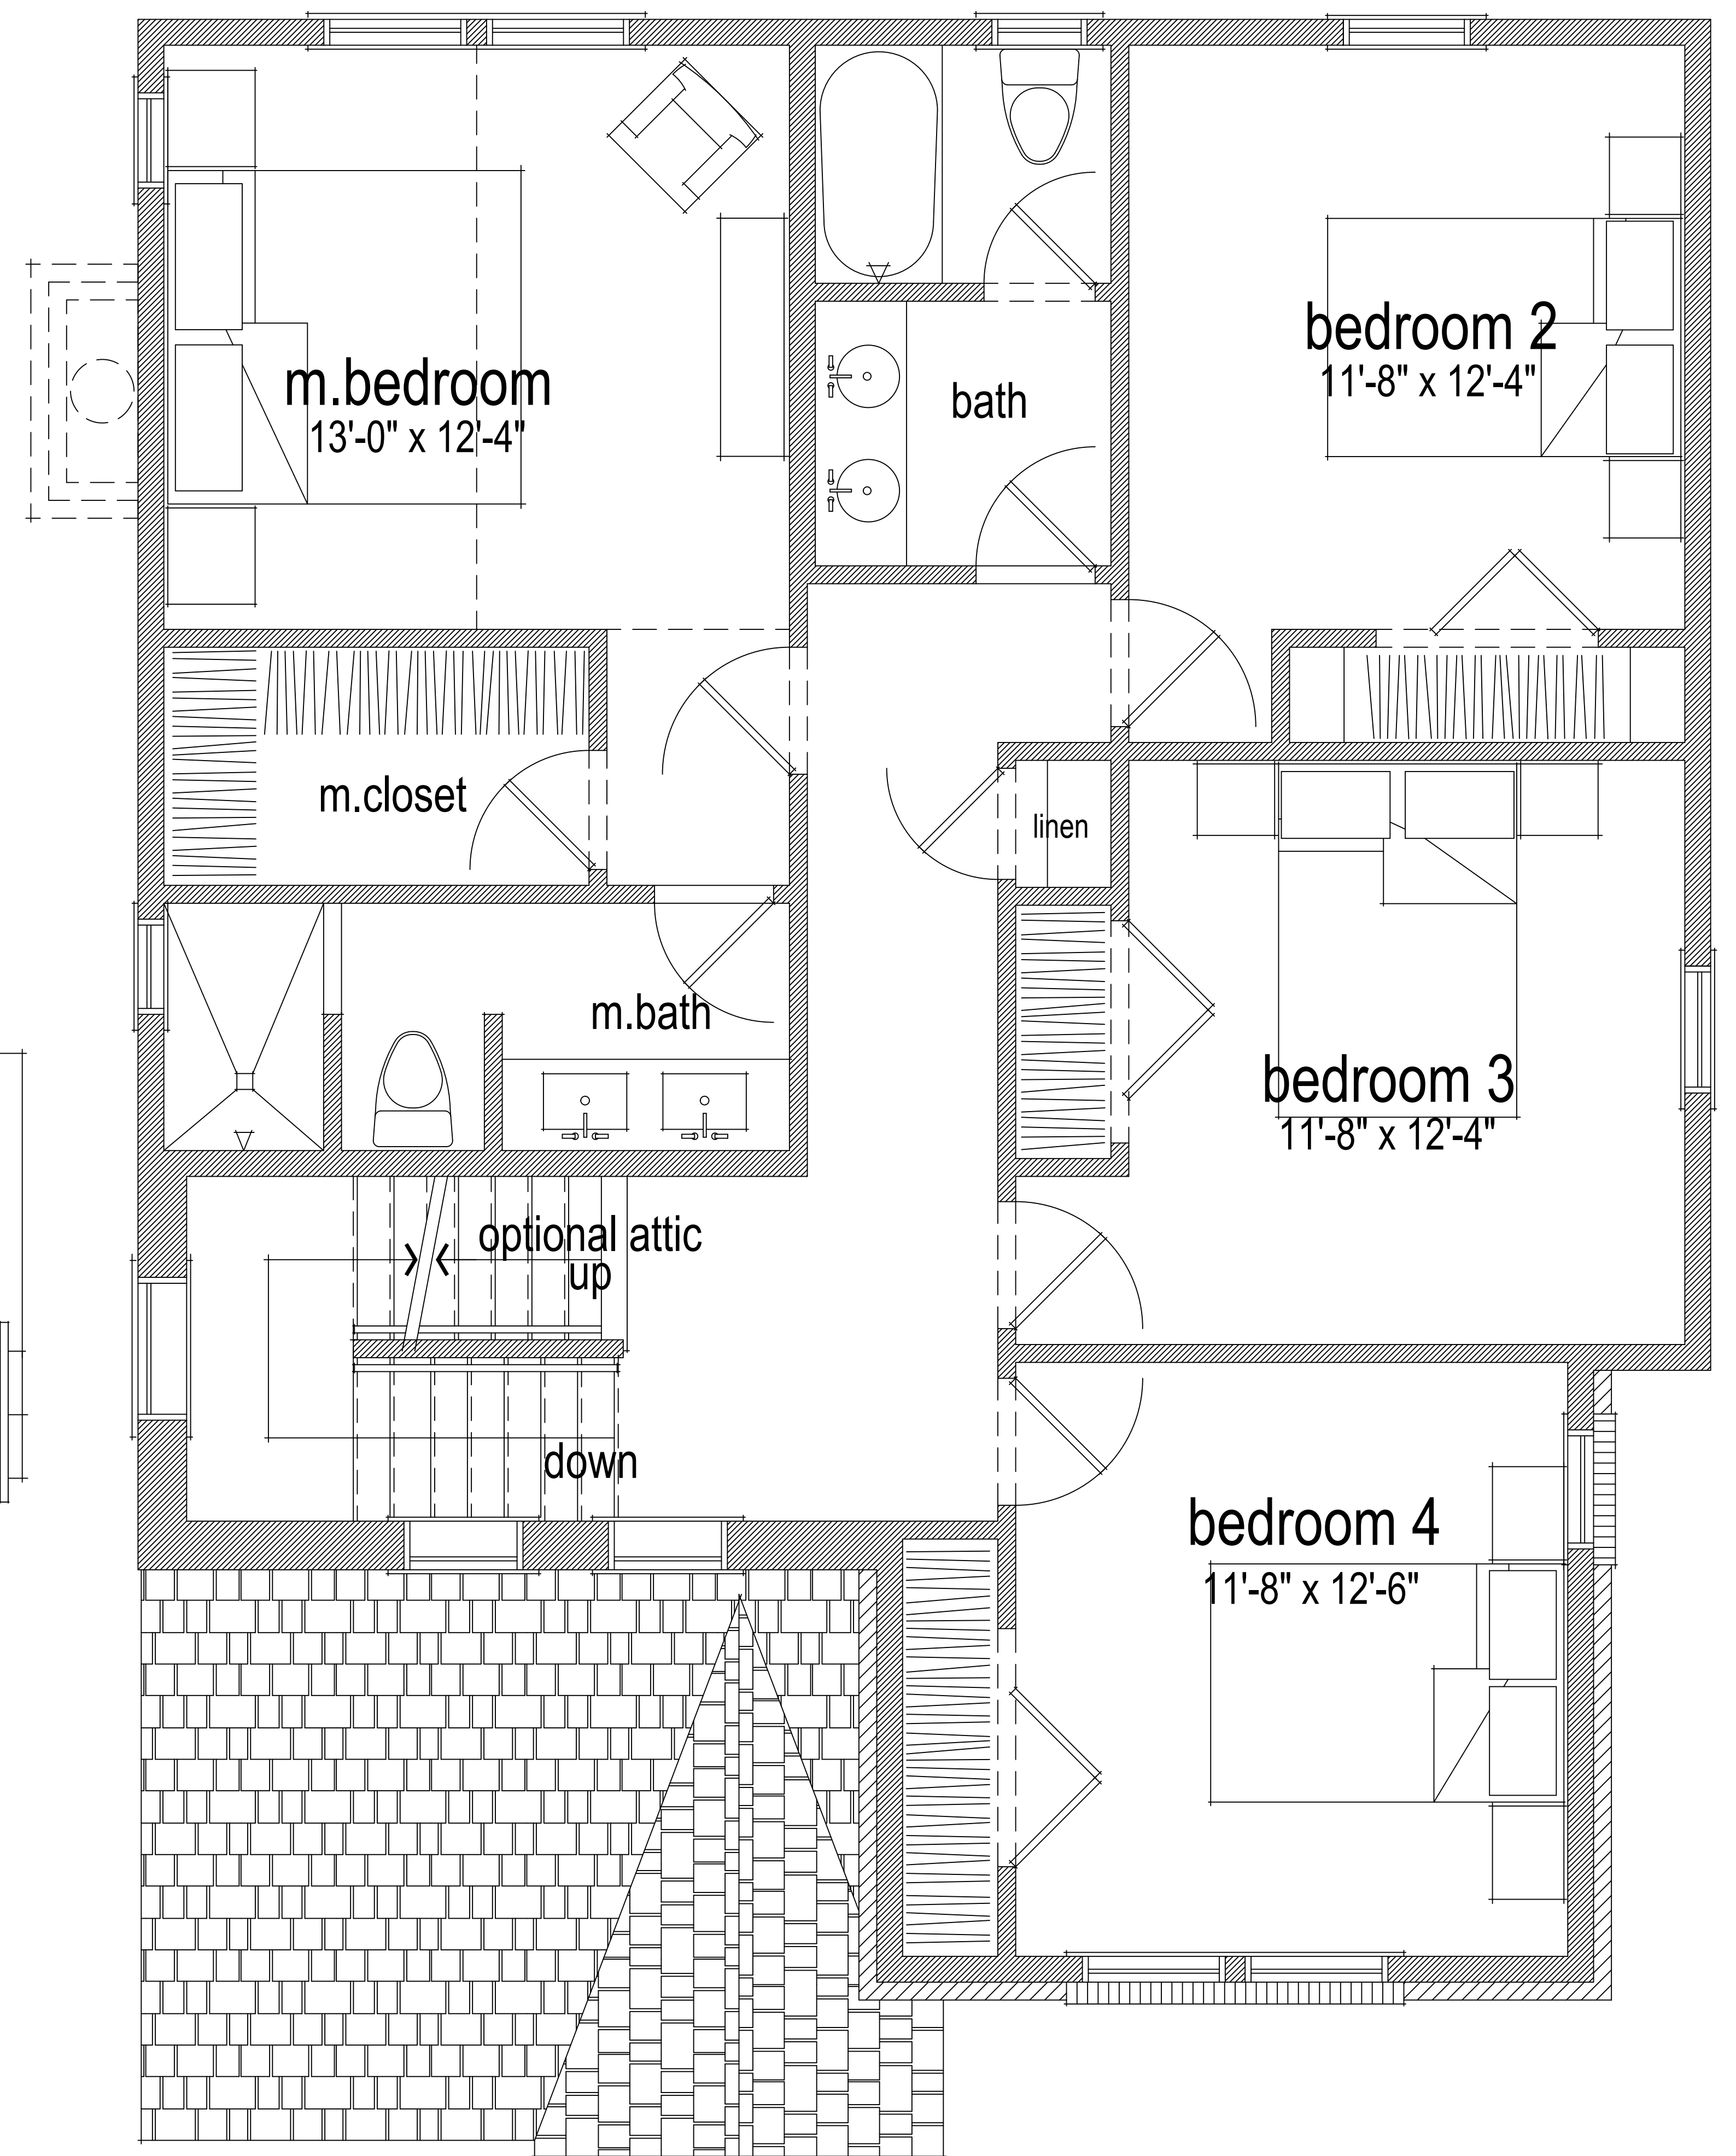 m.bedroom
13'-0" x 12'-4"
bath
bedroom 2
11'-8" x 12'-4"
m.closet
linen
m.bath
bedroom 3
11'-8" x 12'-4"
optional attic
up
down
bedroom 4
11'-8" x 12'-6"